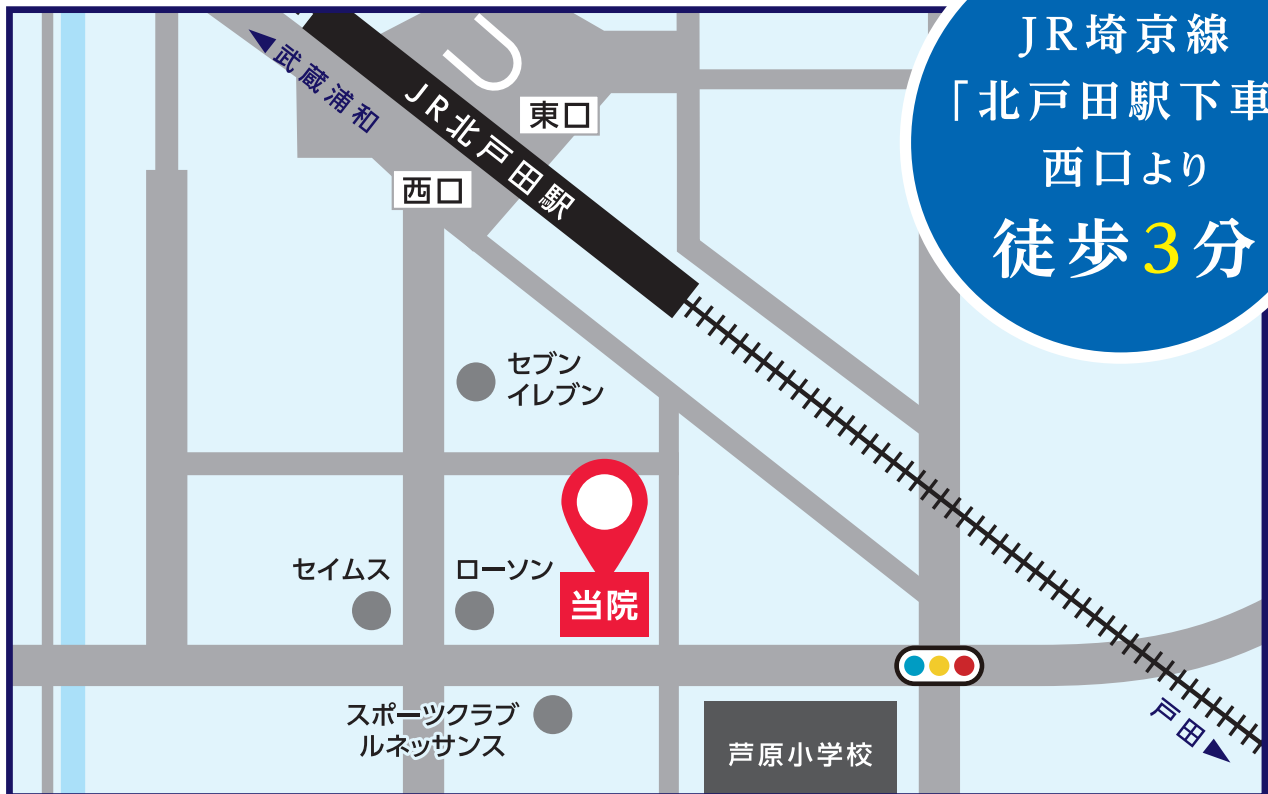 JR埼京線
「北戸田駅下車
西口より
徒歩3分
武蔵浦和
JR北戸田駅
東口
西口
セブン
イレブン
セイムス
ローソン
当院
スポーツクラブ
ルネッサンス
芦原小学校
戸田